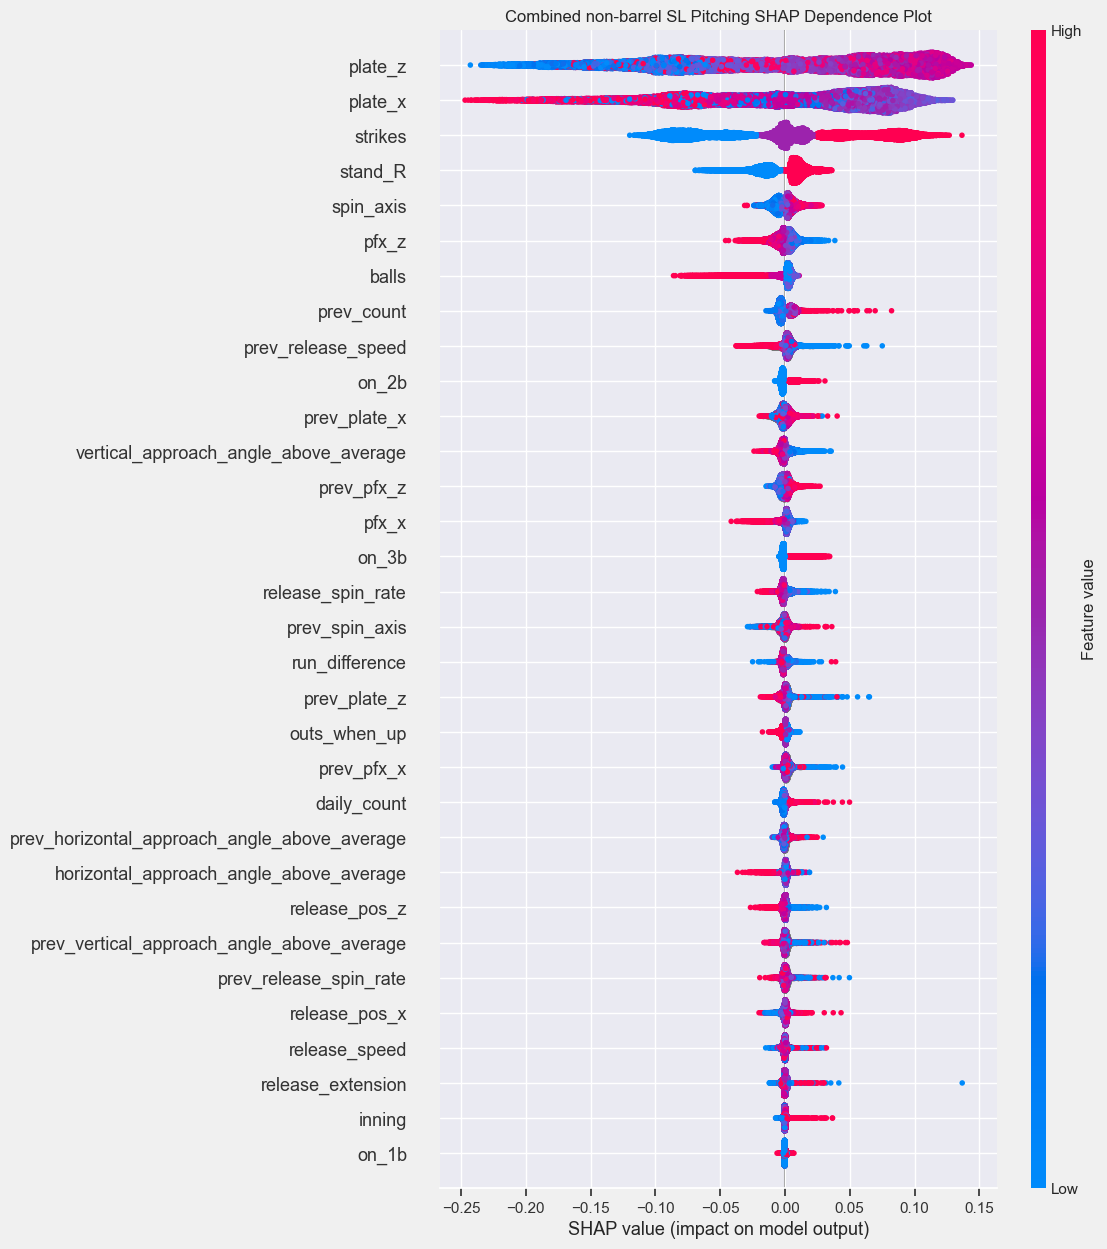 Combined non-barrel SL Pitching SHAP Dependence Plot
High
plate_z
plate_x
strikes
stand_R
spin_axis
pfx_z
balls
prev_count
prev_release_speed
on_2b
prev_plate_x
vertical_approach_angle_above_average
prev_pfx_z
pfx_x
on_3b
release_spin_rate
prev_spin_axis
run_difference
prev_plate_z
outs_when_up
prev_pfx_x
daily_count
prev_horizontal_approach_angle_above_average
horizontal_approach_angle_above_average
release_pos_z
prev_vertical_approach_angle_above_average
prev_release_spin_rate
release_pos_x
release_speed
release_extension
inning
on_1b
Feature value
Low
−0.25 −0.20 −0.15 −0.10 −0.05 0.00 0.05 0.10 0.15
SHAP value (impact on model output)